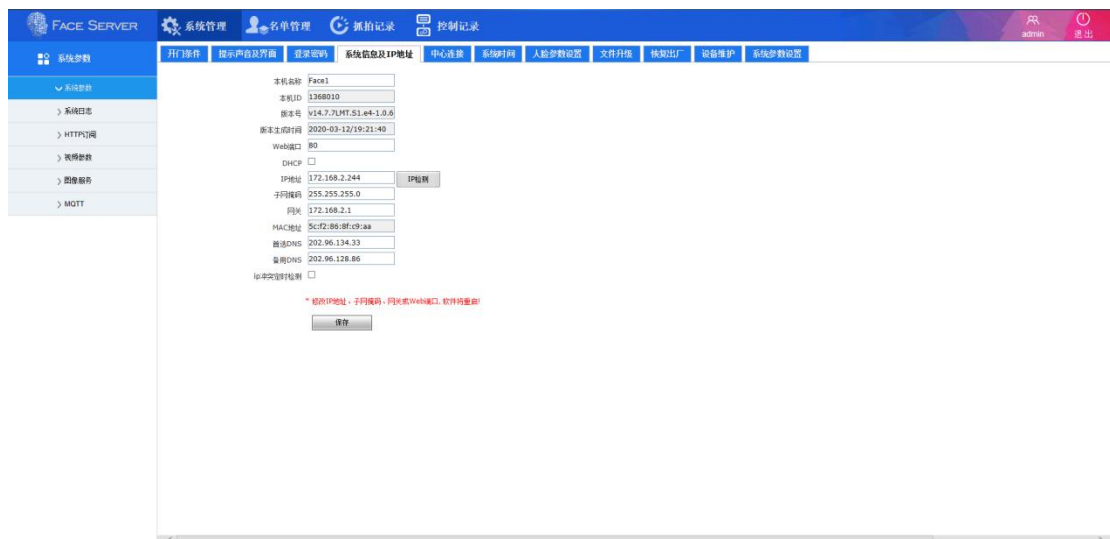 FACE SERVER 系统管理 名单管理 抓拍记录 控制记录 admin 退出
系统参数 开门条件 提示声音及界面 登录密码 系统信息及IP地址 中心连接 系统时间 人脸参数设置 文件升级 恢复出厂 设备维护 系统参数设置
系统参数
系统日志
HTTP订阅
视频参数
图像服务
MQTT
本机名称 Face1
本机ID 1368010
版本号 v14.7.7LMT.S1.e4-1.0.6
版本生成时间 2020-03-12/19:21:40
Web端口 80
DHCP
IP地址 172.168.2.244 IP检测
子网掩码 255.255.255.0
网关 172.168.2.1
MAC地址 5c:f2:86:8f:c9:aa
首选DNS 202.96.134.33
备用DNS 202.96.128.86
ip冲突定时检测
* 修改IP地址、子网掩码、网关或Web端口, 软件将重启!
保存